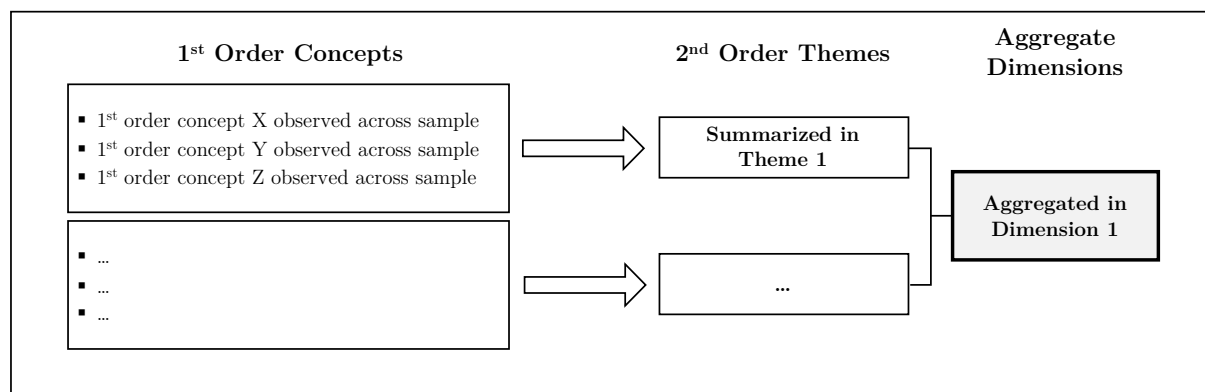 1st Order Concepts
2nd Order Themes
Aggregate
Dimensions
▪ 1st order concept X observed across sample
▪ 1st order concept Y observed across sample
▪ 1st order concept Z observed across sample
Summarized in
Theme 1
Aggregated in
Dimension 1
▪ ...
▪ ...
▪ ...
...